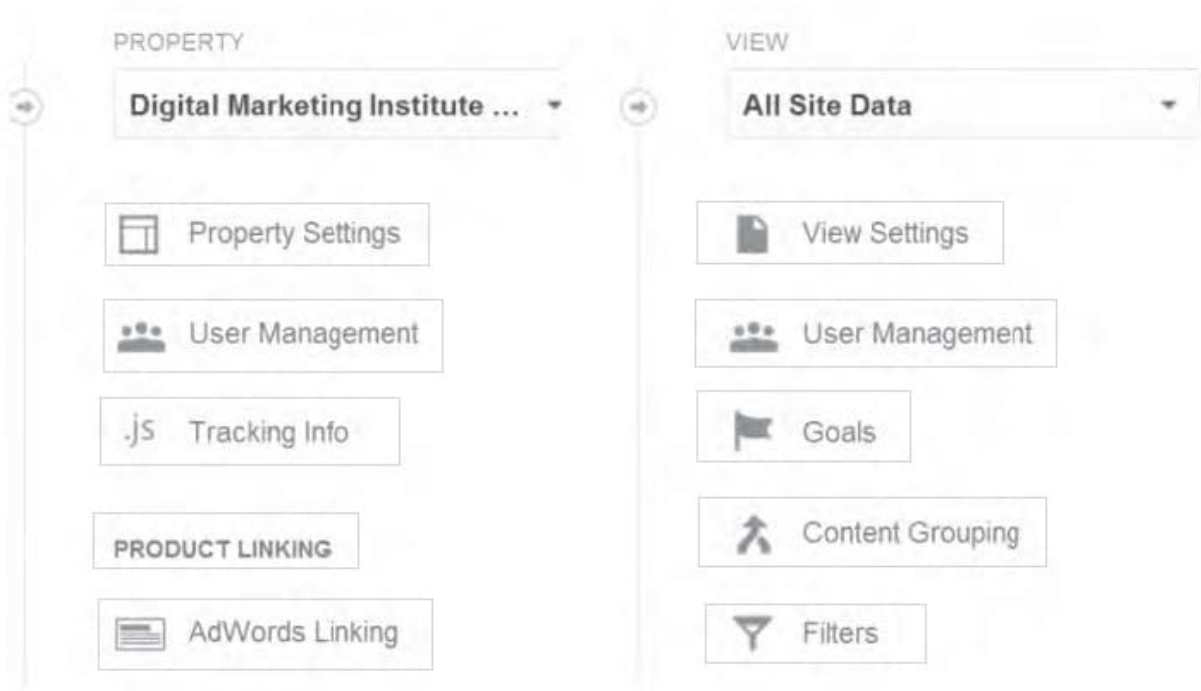 PROPERTY
Digital Marketing Institute ...
Property Settings
User Management
.js Tracking Info
PRODUCT LINKING
AdWords Linking
VIEW
All Site Data
View Settings
User Management
Goals
Content Grouping
Filters